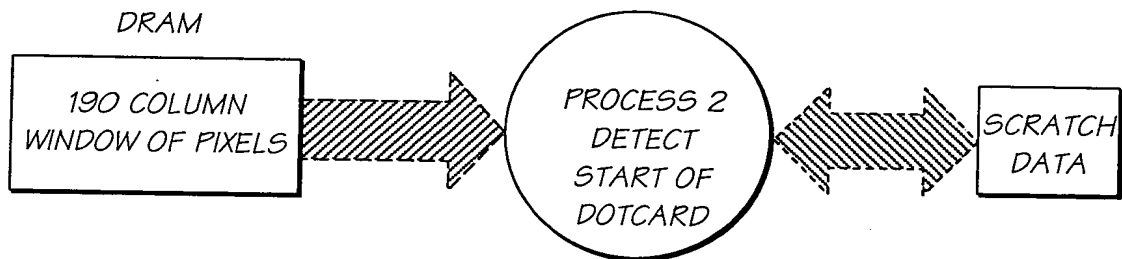 DRAM
190 COLUMN
WINDOW OF PIXELS
PROCESS 2
DETECT
START OF
DOTCARD
SCRATCH
DATA